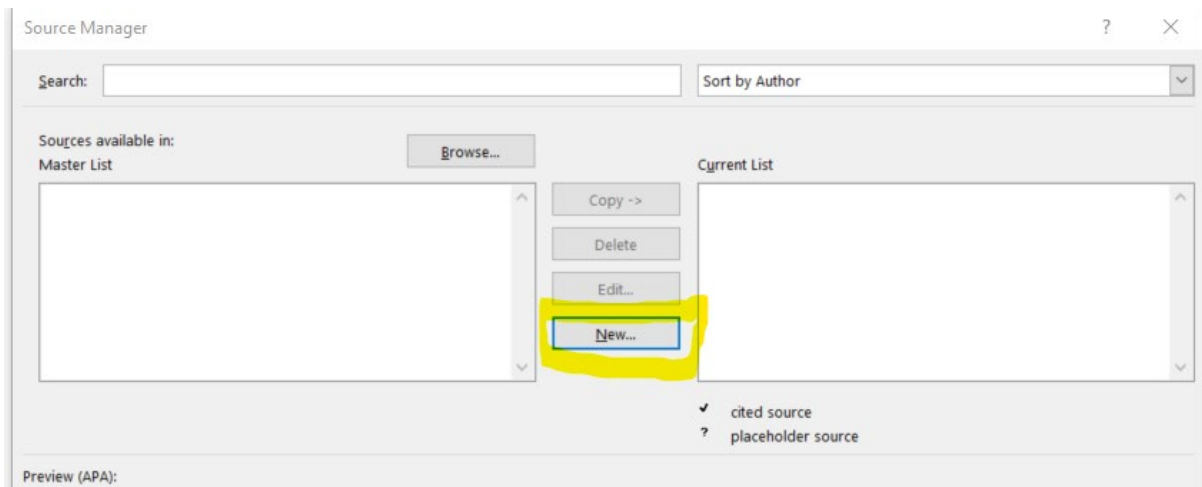 Source Manager
?
Search:
Sort by Author
Sources available in:
Master List
Browse...
Current List
Copy ->
Delete
Edit...
New...
cited source
? placeholder source
Preview (APA):